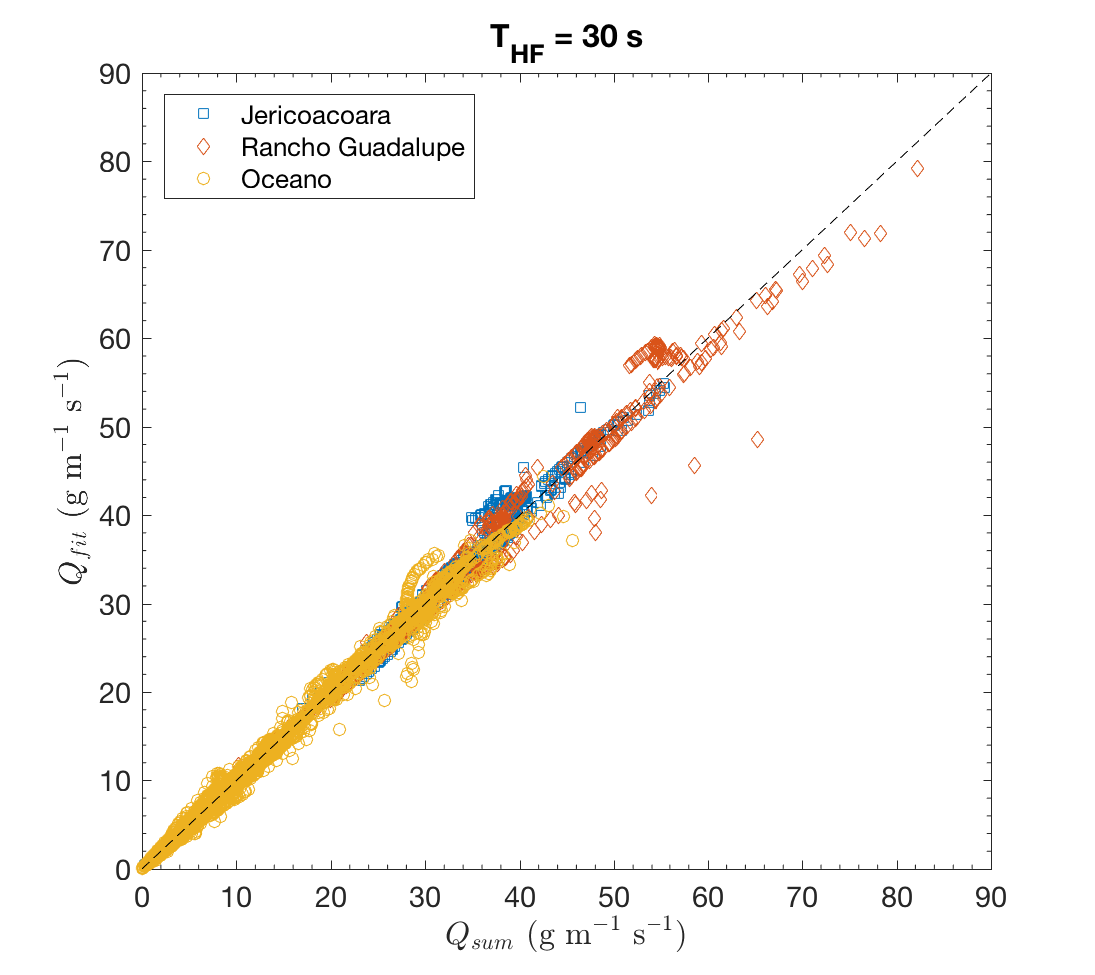 T_HF = 30 s
Jericoacoara
Rancho Guadalupe
Oceano
90
80
70
60
50
40
30
20
10
0
Q_fit (g m^−1 s^−1)
0 10 20 30 40 50 60 70 80 90
Q_sum (g m^−1 s^−1)